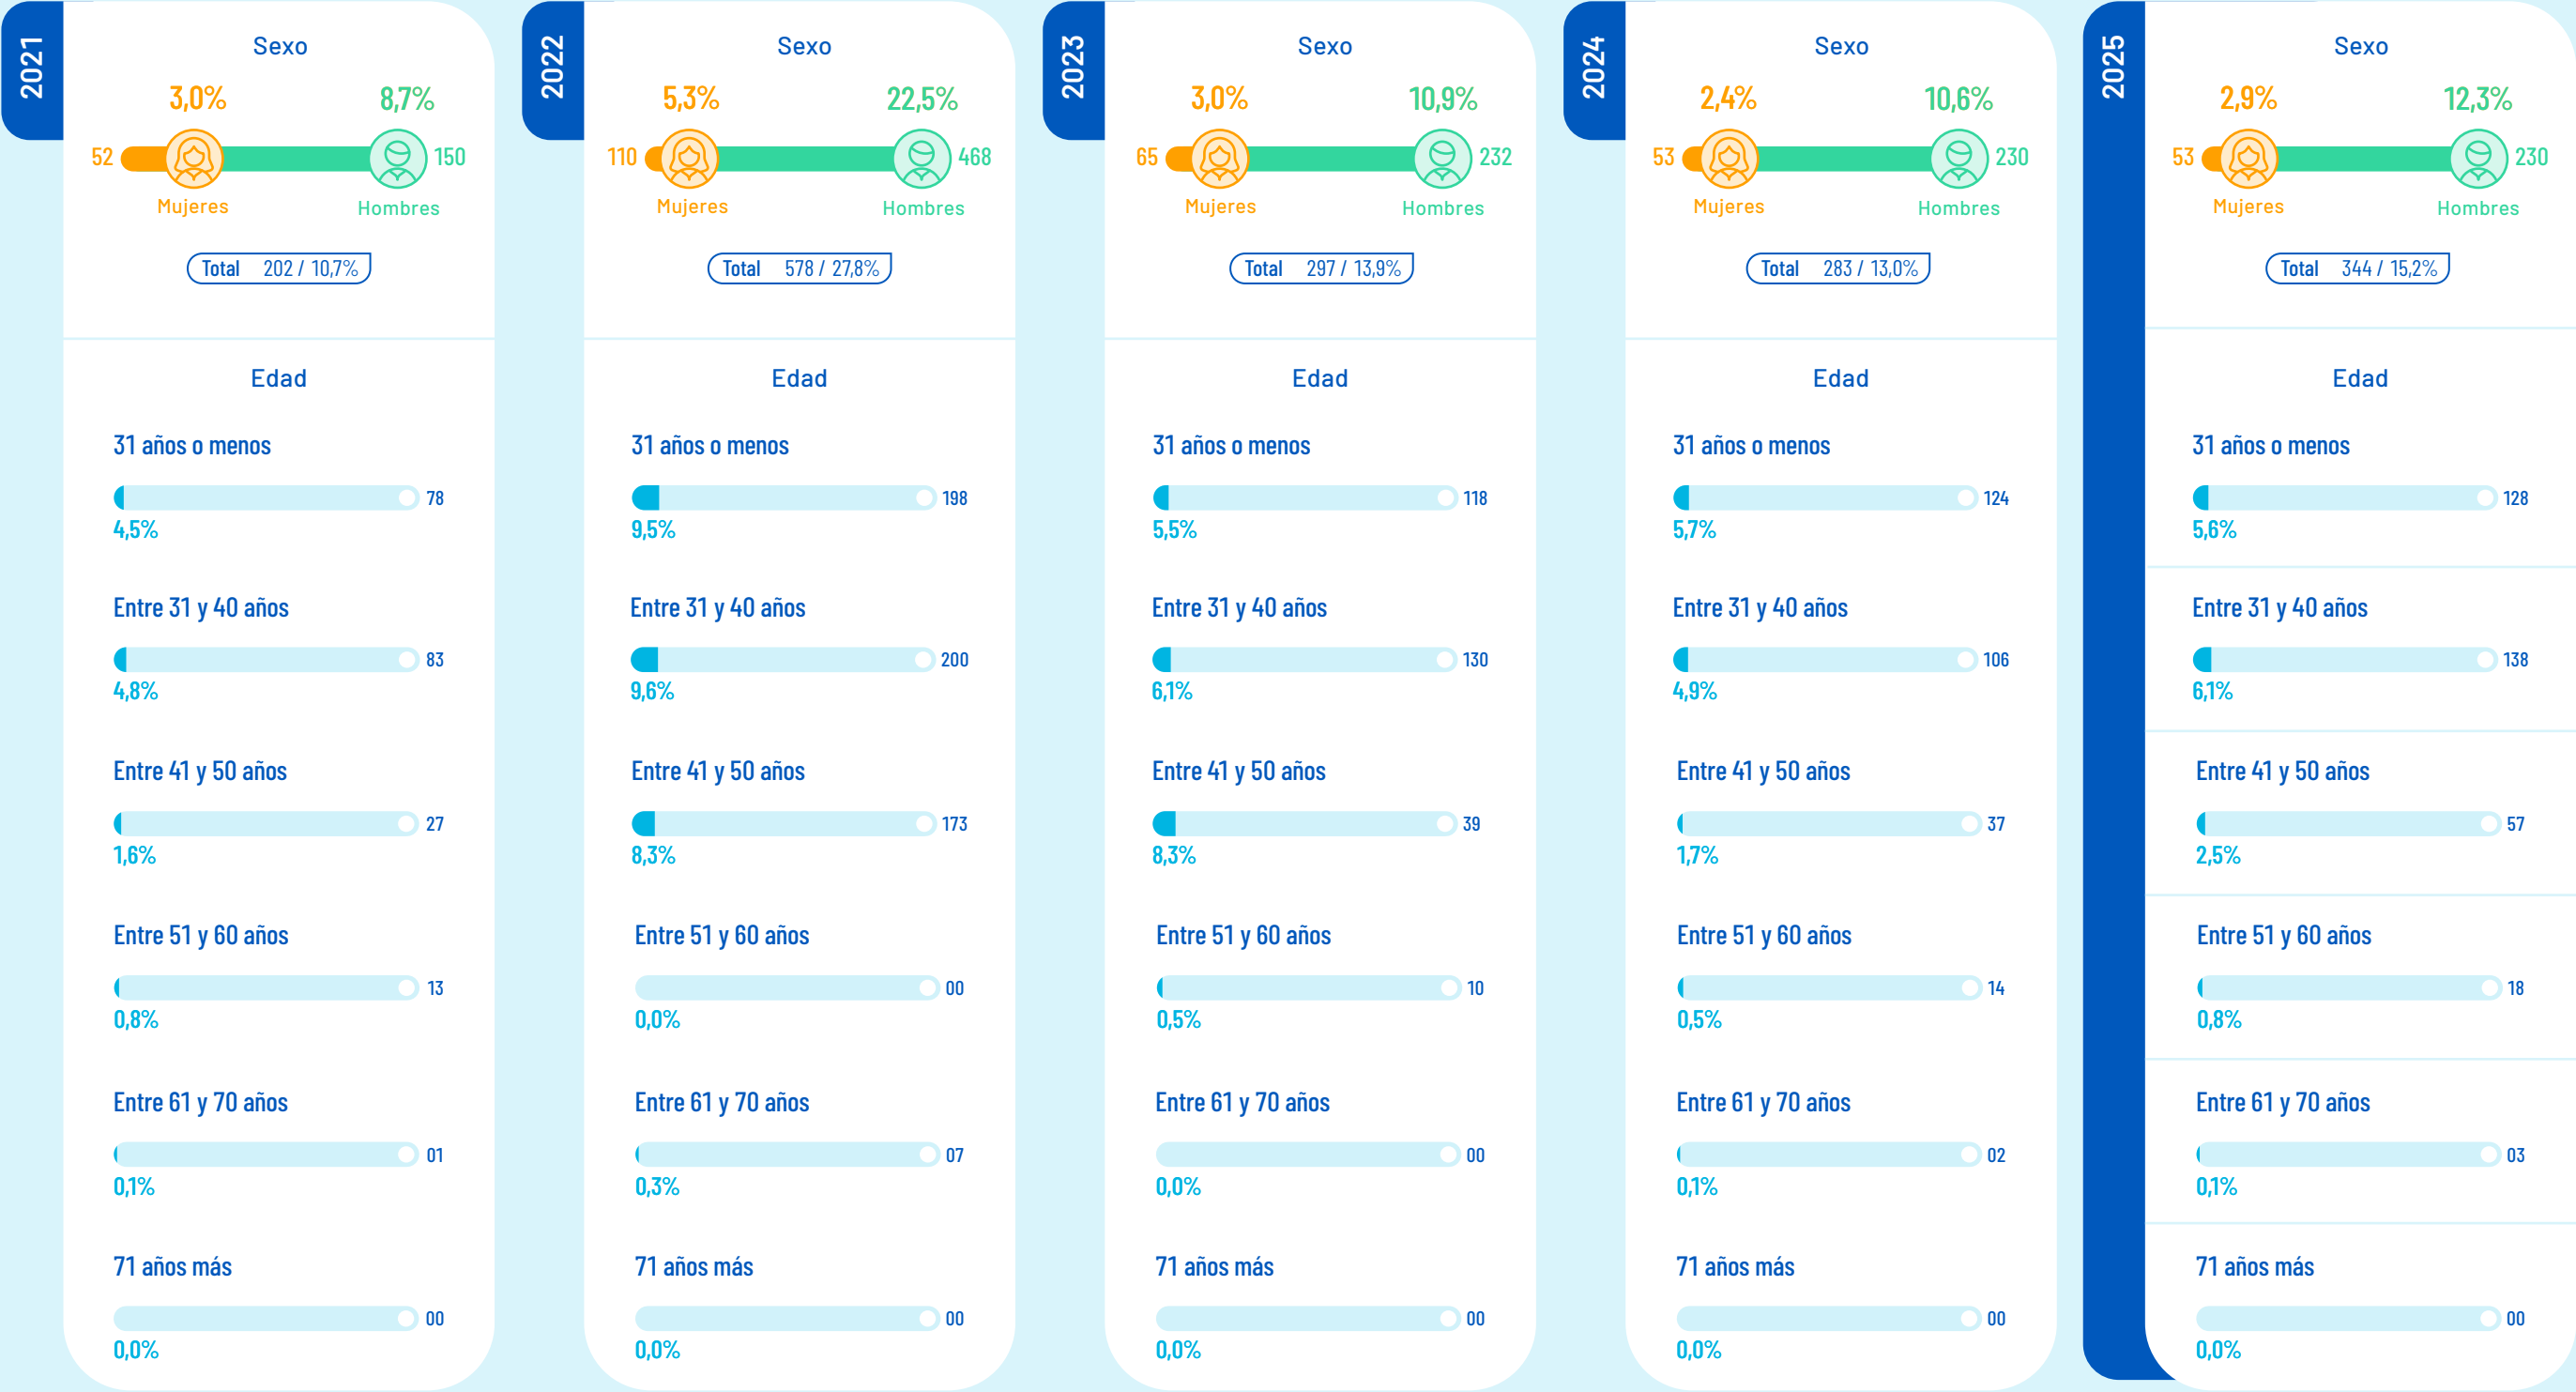 2021
Sexo
3,0%
8,7%
52
150
Mujeres
Hombres
Total 202 / 10,7%
Edad
31 años o menos
78
4,5%
Entre 31 y 40 años
83
4,8%
Entre 41 y 50 años
27
1,6%
Entre 51 y 60 años
13
0,8%
Entre 61 y 70 años
01
0,1%
71 años más
00
0,0%
2022
Sexo
5,3%
22,5%
110
468
Mujeres
Hombres
Total 578 / 27,8%
Edad
31 años o menos
198
9,5%
Entre 31 y 40 años
200
9,6%
Entre 41 y 50 años
173
8,3%
Entre 51 y 60 años
00
0,0%
Entre 61 y 70 años
07
0,3%
71 años más
00
0,0%
2023
Sexo
3,0%
10,9%
65
232
Mujeres
Hombres
Total 297 / 13,9%
Edad
31 años o menos
118
5,5%
Entre 31 y 40 años
130
6,1%
Entre 41 y 50 años
39
8,3%
Entre 51 y 60 años
10
0,5%
Entre 61 y 70 años
00
0,0%
71 años más
00
0,0%
2024
Sexo
2,4%
10,6%
53
230
Mujeres
Hombres
Total 283 / 13,0%
Edad
31 años o menos
124
5,7%
Entre 31 y 40 años
106
4,9%
Entre 41 y 50 años
37
1,7%
Entre 51 y 60 años
14
0,5%
Entre 61 y 70 años
02
0,1%
71 años más
00
0,0%
2025
Sexo
2,9%
12,3%
53
230
Mujeres
Hombres
Total 344 / 15,2%
Edad
31 años o menos
128
5,6%
Entre 31 y 40 años
138
6,1%
Entre 41 y 50 años
57
2,5%
Entre 51 y 60 años
18
0,8%
Entre 61 y 70 años
03
0,1%
71 años más
00
0,0%